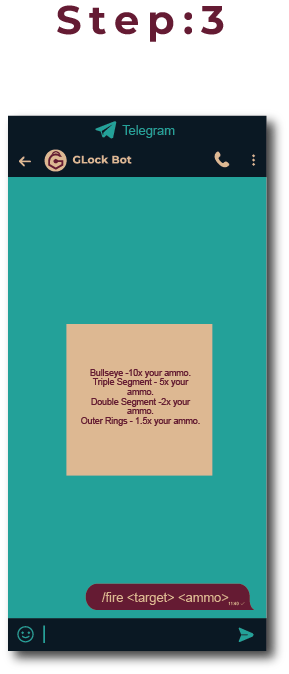 Step:3
Telegram
GLock Bot
Bullseye -10x your ammo.
Triple Segment - 5x your
ammo.
Double Segment -2x your
ammo.
Outer Rings - 1.5x your ammo.
/fire <target> <ammo>
11:40